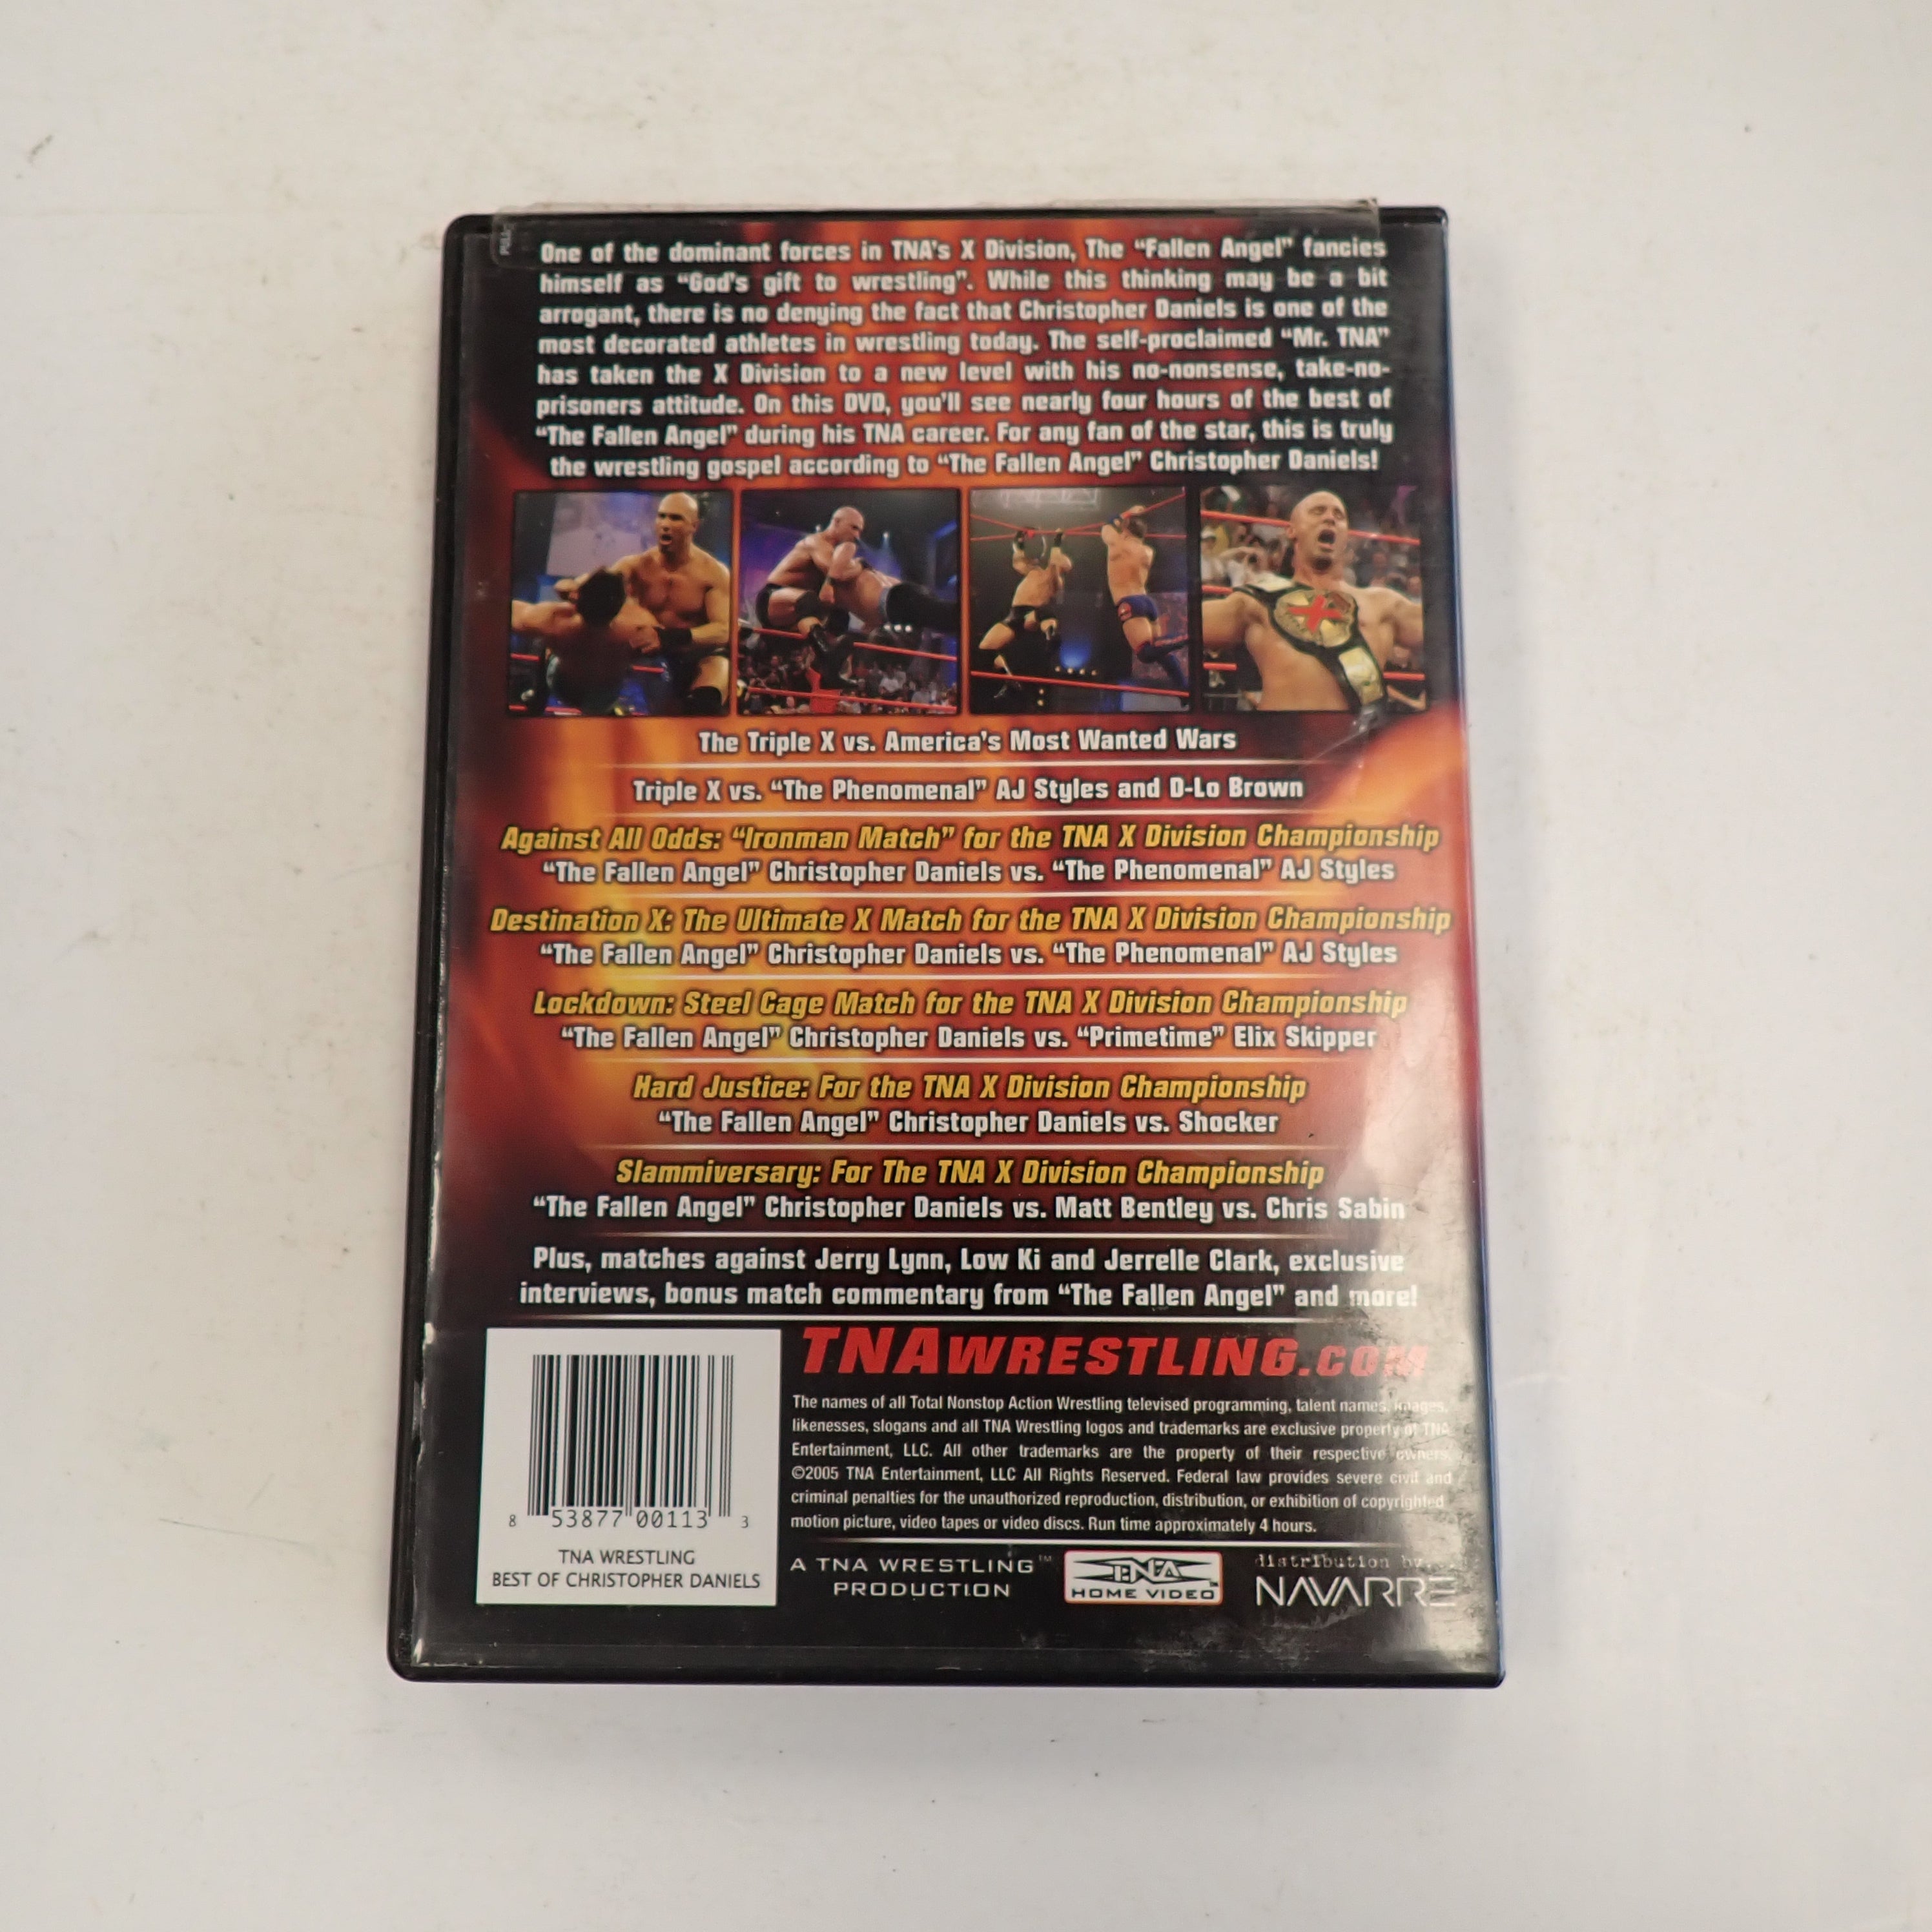 One of the dominant forces in TNA's X Division, The “Fallen Angel” fancies
himself as “God's gift to wrestling”. While this thinking may be a bit
arrogant, there is no denying the fact that Christopher Daniels is one of the
most decorated athletes in wrestling today. The self-proclaimed “Mr. TNA”
has taken the X Division to a new level with his no-nonsense, take-no-
prisoners attitude. On this DVD, you'll see nearly four hours of the best of
“The Fallen Angel” during his TNA career. For any fan of the star, this is truly
the wrestling gospel according to “The Fallen Angel” Christopher Daniels!
The Triple X vs. America's Most Wanted Wars
Triple X vs. “The Phenomenal” AJ Styles and D-Lo Brown
Against All Odds: “Ironman Match” for the TNA X Division Championship
“The Fallen Angel” Christopher Daniels vs. “The Phenomenal” AJ Styles
Destination X: The Ultimate X Match for the TNA X Division Championship
“The Fallen Angel” Christopher Daniels vs. “The Phenomenal” AJ Styles
Lockdown: Steel Cage Match for the TNA X Division Championship
“The Fallen Angel” Christopher Daniels vs. “Primetime” Elix Skipper
Hard Justice: For the TNA X Division Championship
“The Fallen Angel” Christopher Daniels vs. Shocker
Slammiversary: For The TNA X Division Championship
“The Fallen Angel” Christopher Daniels vs. Matt Bentley vs. Chris Sabin
Plus, matches against Jerry Lynn, Low Ki and Jerrelle Clark, exclusive
interviews, bonus match commentary from “The Fallen Angel” and more!
TNAWRESTLING.COM
The names of all Total Nonstop Action Wrestling televised programming, talent names, images,
likenesses, slogans and all TNA Wrestling logos and trademarks are exclusive property of TNA
Entertainment, LLC. All other trademarks are the property of their respective owners.
©2005 TNA Entertainment, LLC All Rights Reserved. Federal law provides severe civil and
criminal penalties for the unauthorized reproduction, distribution, or exhibition of copyrighted
motion picture, video tapes or video discs. Run time approximately 4 hours.
8 53877 00113 3
TNA WRESTLING
BEST OF CHRISTOPHER DANIELS
A TNA WRESTLING™
PRODUCTION
TNA
HOME VIDEO
distribution by...
NAVARRE